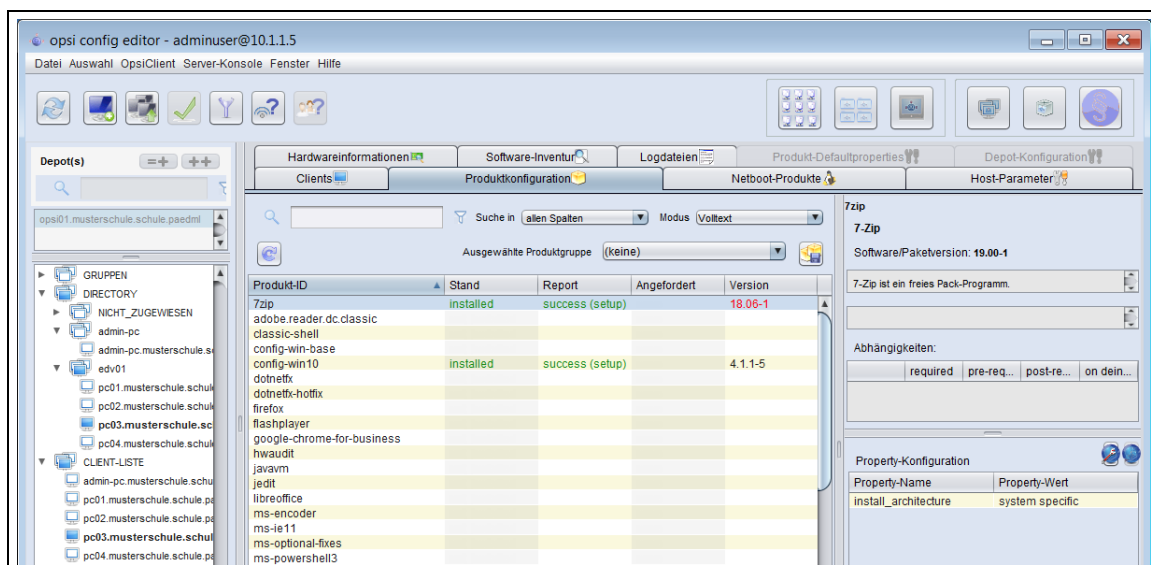 opsi config editor - adminuser@10.1.1.5
Datei Auswahl OpsiClient Server-Konsole Fenster Hilfe
Depot(s)
opsi01.musterschule.schule.paedml
GRUPPEN
DIRECTORY
NICHT_ZUGEWIESEN
admin-pc
admin-pc.musterschule.s
edv01
pc01.musterschule.schul
pc02.musterschule.schul
pc03.musterschule.sc
pc04.musterschule.schul
CLIENT-LISTE
admin-pc.musterschule.schu
pc01.musterschule.schule.pa
pc02.musterschule.schule.pa
pc03.musterschule.schul
pc04.musterschule.schule.pa
Hardwareinformationen Software-Inventur Logdateien Produkt-Defaultproperties Depot-Konfiguration
Clients Produktkonfiguration Netboot-Produkte Host-Parameter
Suche in allen Spalten Modus Volltext
Ausgewählte Produktgruppe (keine)
Produkt-ID Stand Report Angefordert Version
7zip installed success (setup) 18.06-1
adobe.reader.dc.classic
classic-shell
config-win-base
config-win10 installed success (setup) 4.1.1-5
dotnetfx
dotnetfx-hotfix
firefox
flashplayer
google-chrome-for-business
hwaudit
javavm
jedit
libreoffice
ms-encoder
ms-ie11
ms-optional-fixes
ms-powershell3
7zip
7-Zip
Software/Paketversion: 19.00-1
7-Zip ist ein freies Pack-Programm.
Abhängigkeiten:
required pre-req... post-re... on dein...
Property-Konfiguration
Property-Name Property-Wert
install_architecture system specific